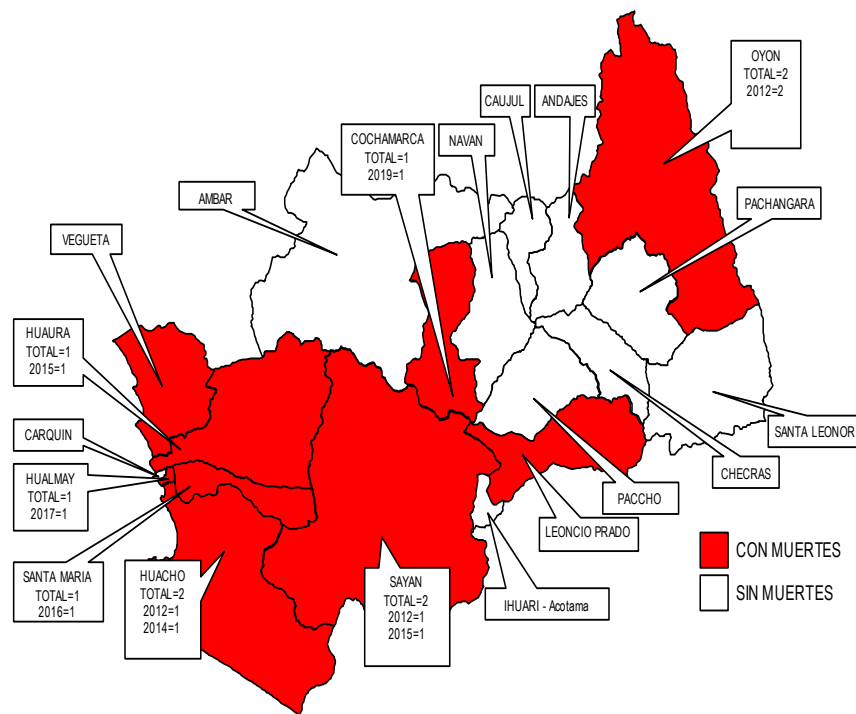 OYON
TOTAL=2
2012=2
CAUJUL
ANDAJES
COCHAMARCA
TOTAL=1
2019=1
NAVAN
AMBAR
PACHANGARA
VEGUETA
HUAURA
TOTAL=1
2015=1
CARQUIN
HUALMAY
TOTAL=1
2017=1
SANTA MARIA
TOTAL=1
2016=1
HUACHO
TOTAL=2
2012=1
2014=1
SAYAN
TOTAL=2
2012=1
2015=1
SANTA LEONOR
CHECRAS
PACCHO
LEONCIO PRADO
IHUARI - Acotama
CON MUERTES
SIN MUERTES